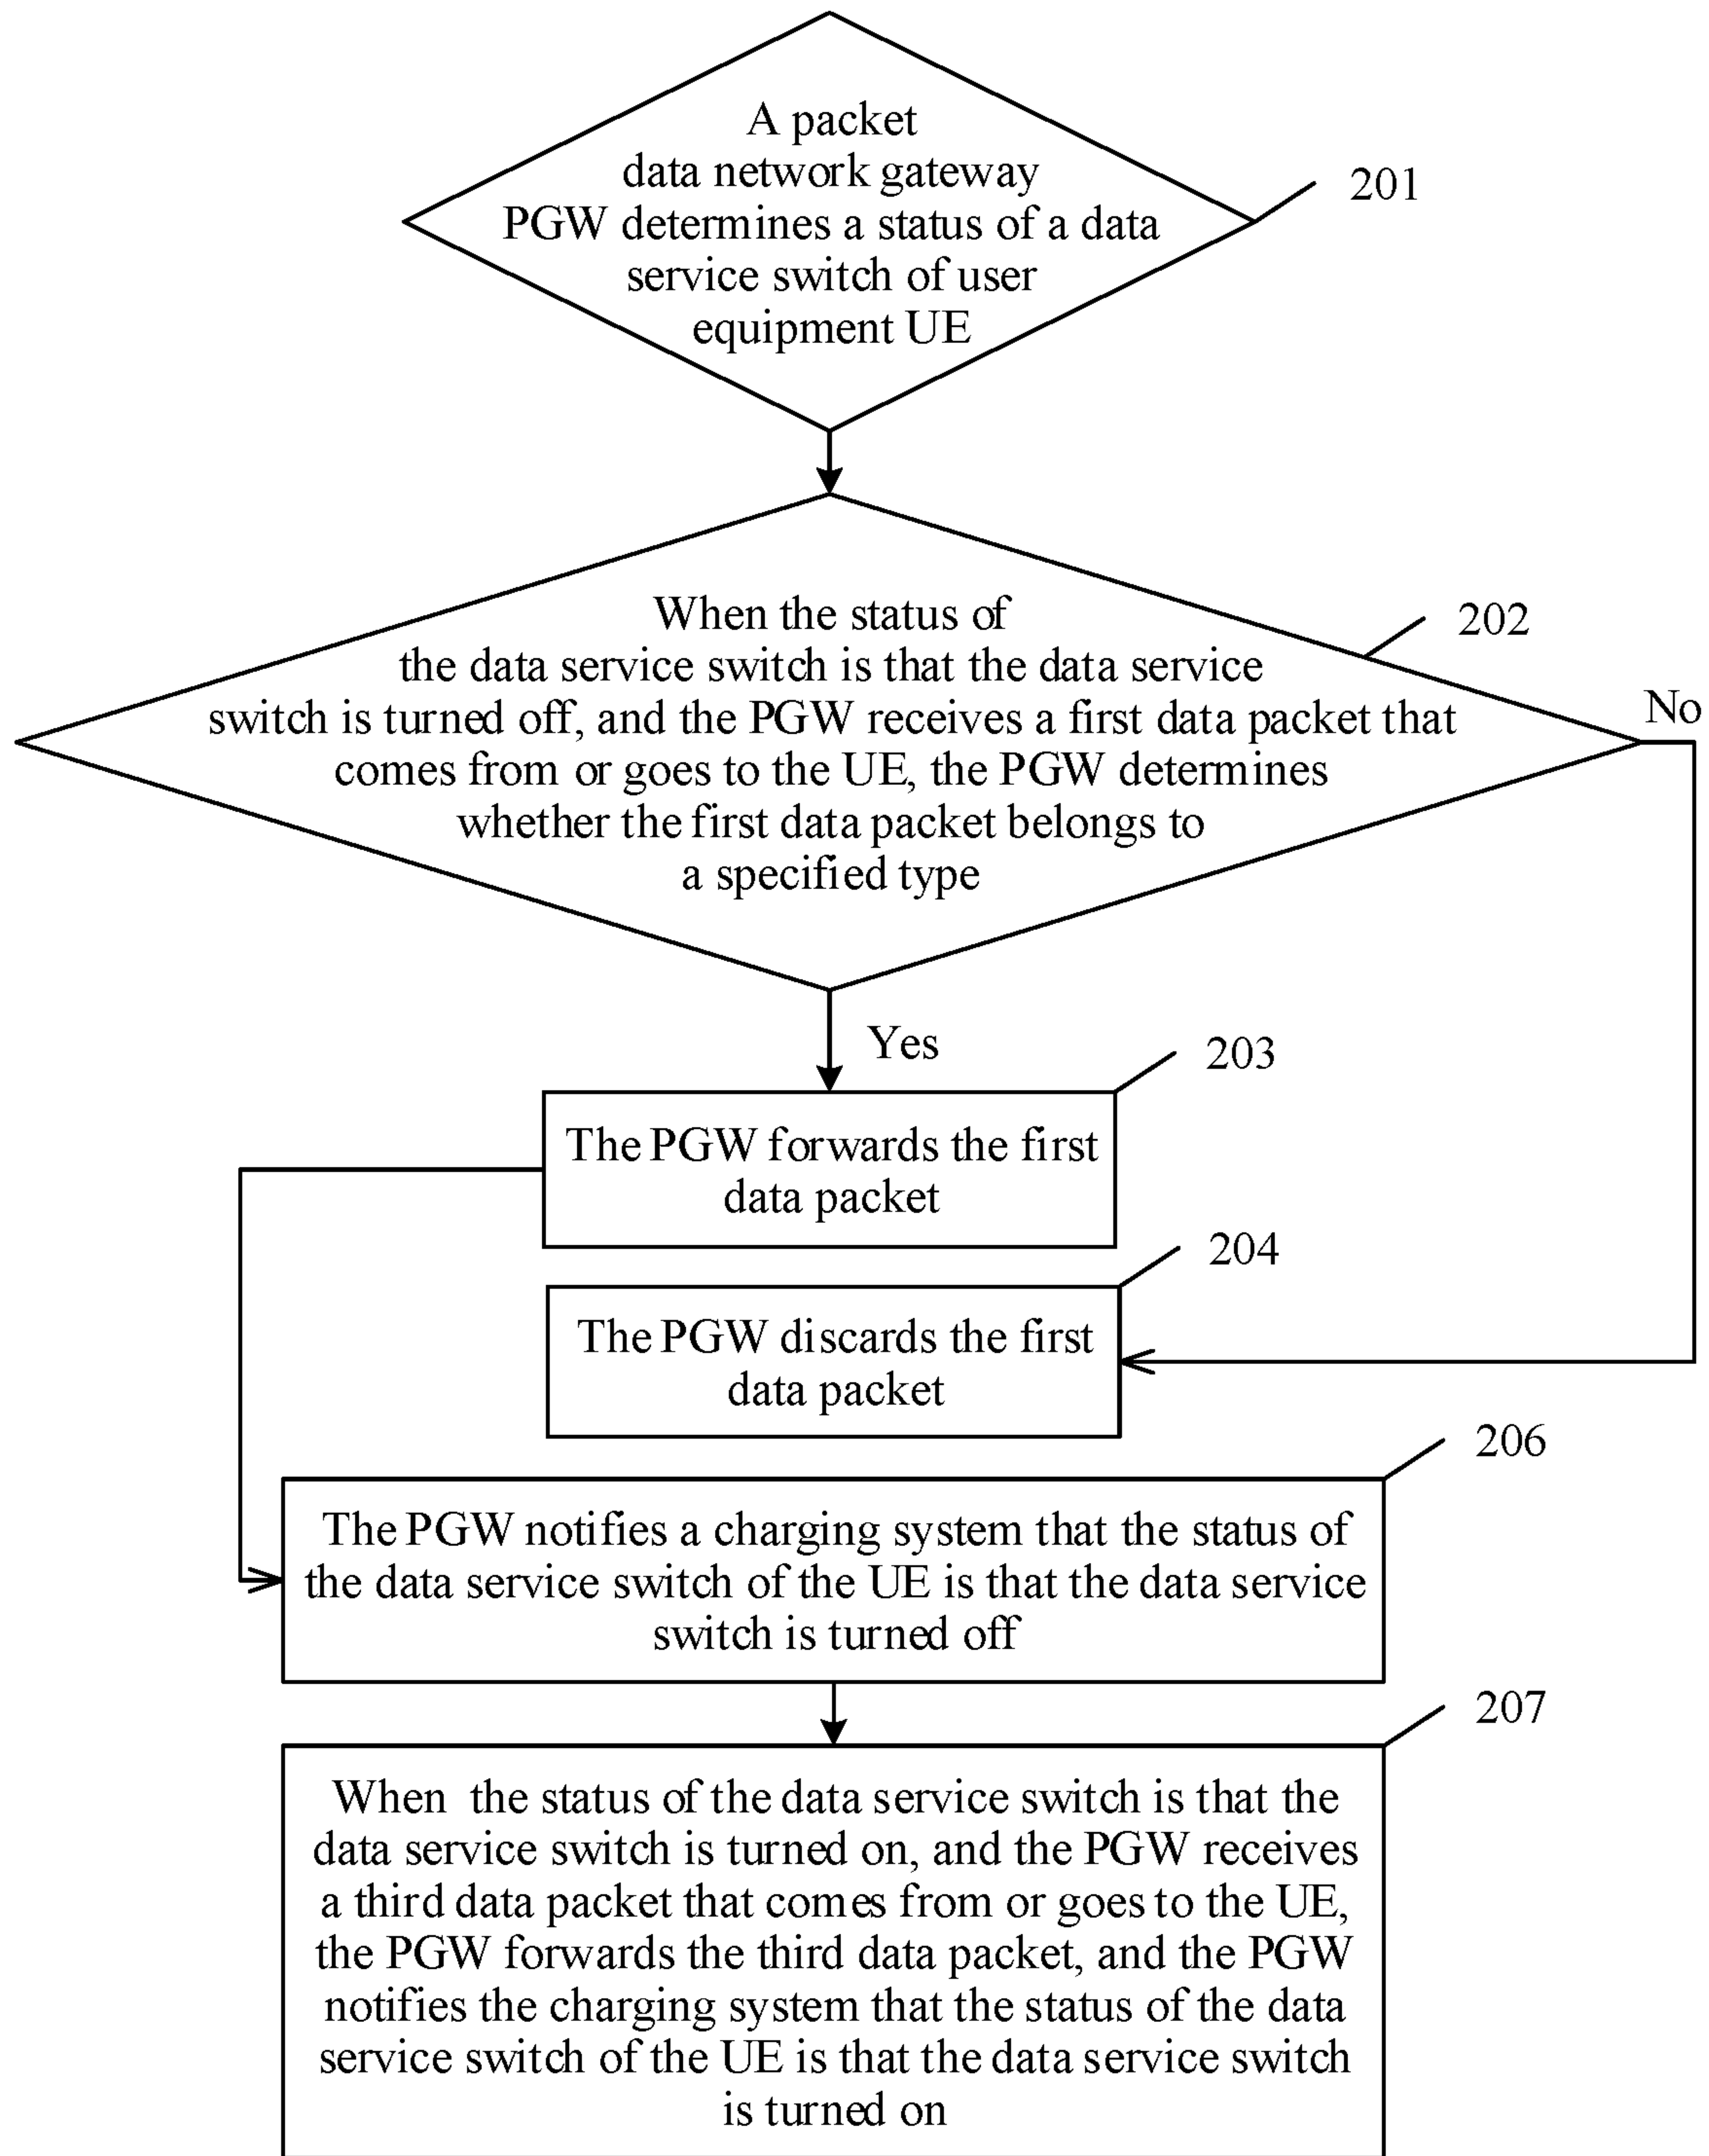 A packet
data network gateway
PGW determines a status of a data
service switch of user
equipment UE
201
When the status of
the data service switch is that the data service
switch is turned off, and the PGW receives a first data packet that
comes from or goes to the UE, the PGW determines
whether the first data packet belongs to
a specified type
202
No
Yes
203
The PGW forwards the first
data packet
204
The PGW discards the first
data packet
206
The PGW notifies a charging system that the status of
the data service switch of the UE is that the data service
switch is turned off
207
When the status of the data service switch is that the
data service switch is turned on, and the PGW receives
a third data packet that comes from or goes to the UE,
the PGW forwards the third data packet, and the PGW
notifies the charging system that the status of the data
service switch of the UE is that the data service switch
is turned on